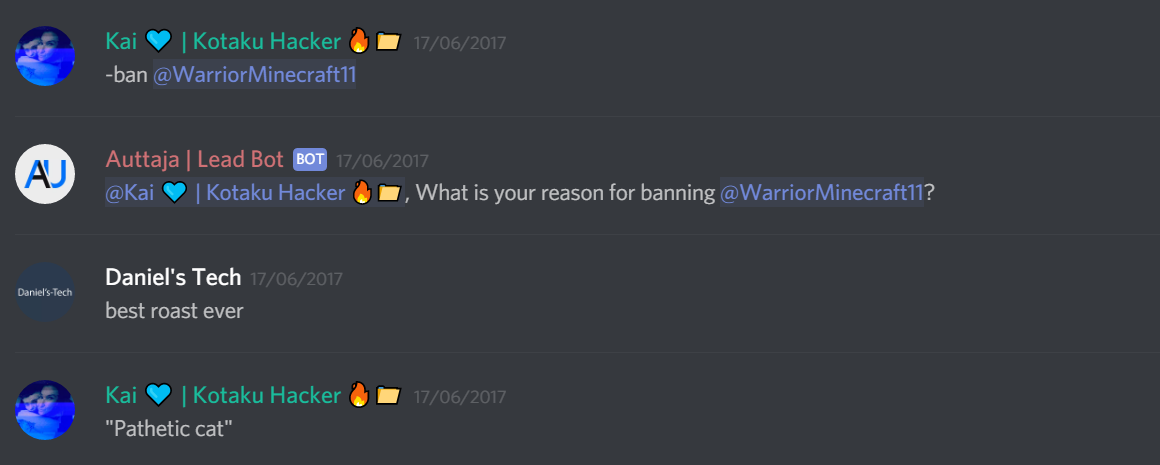 Kai 💙 | Kotaku Hacker 🔥📁 17/06/2017
-ban @WarriorMinecraft11
AU
Auttaja | Lead Bot BOT 17/06/2017
@Kai 💙 | Kotaku Hacker 🔥📁, What is your reason for banning @WarriorMinecraft11?
Daniel's-Tech
Daniel's Tech 17/06/2017
best roast ever
Kai 💙 | Kotaku Hacker 🔥📁 17/06/2017
"Pathetic cat"